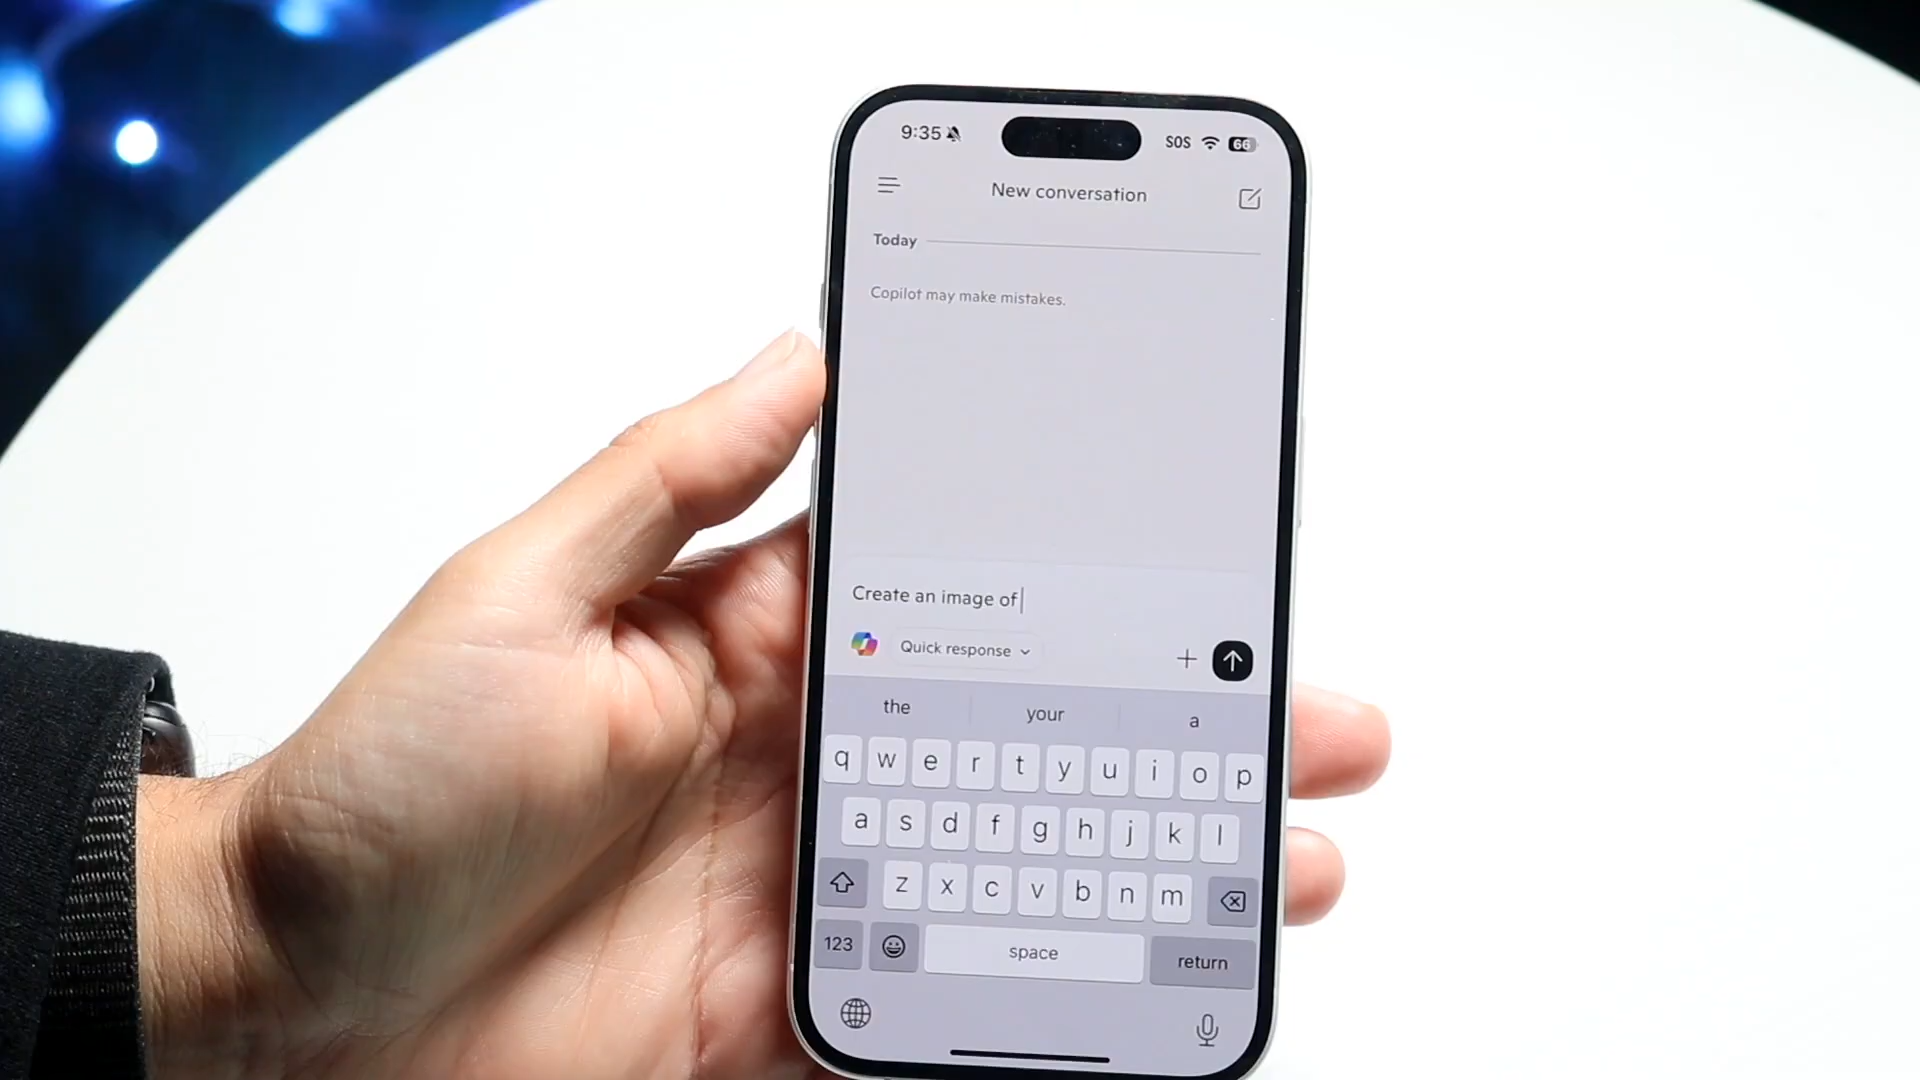 9:35 SOS 66
New conversation
Today
Copilot may make mistakes.
Create an image of
Quick response
the your a
q w e r t y u i o p
a s d f g h j k l
z x c v b n m
123 space return